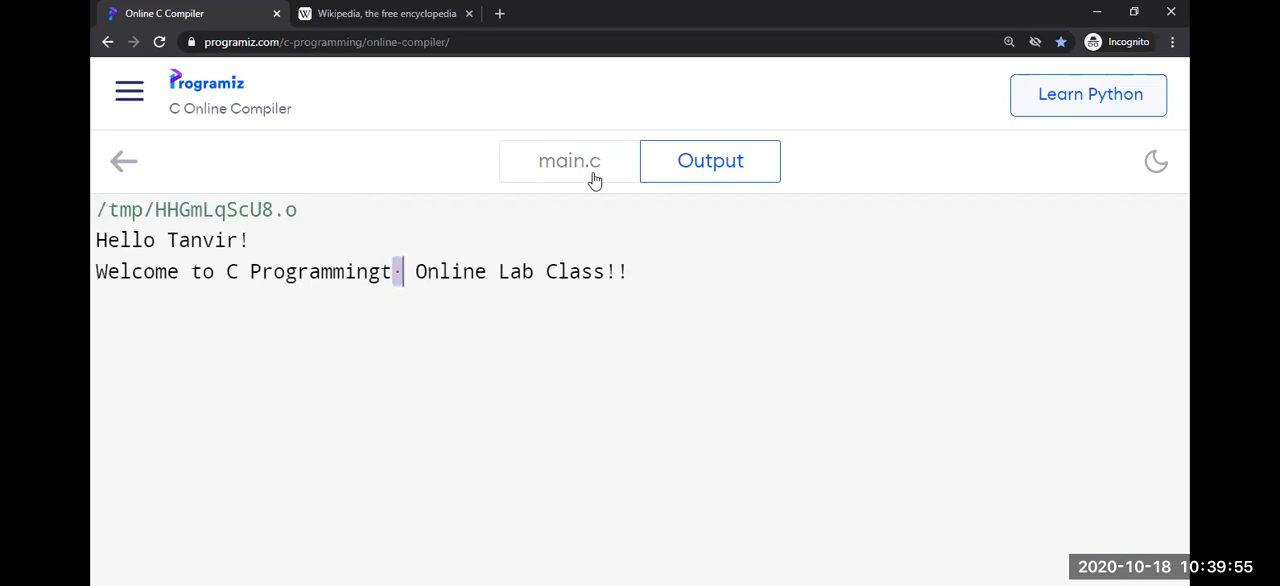 Online C Compiler
Wikipedia, the free encyclopedia
programiz.com/c-programming/online-compiler/
Incognito
Programiz
C Online Compiler
Learn Python
main.c
Output
/tmp/HHGmLqScU8.o
Hello Tanvir!
Welcome to C Programmingt· Online Lab Class!!
2020-10-18 10:39:55